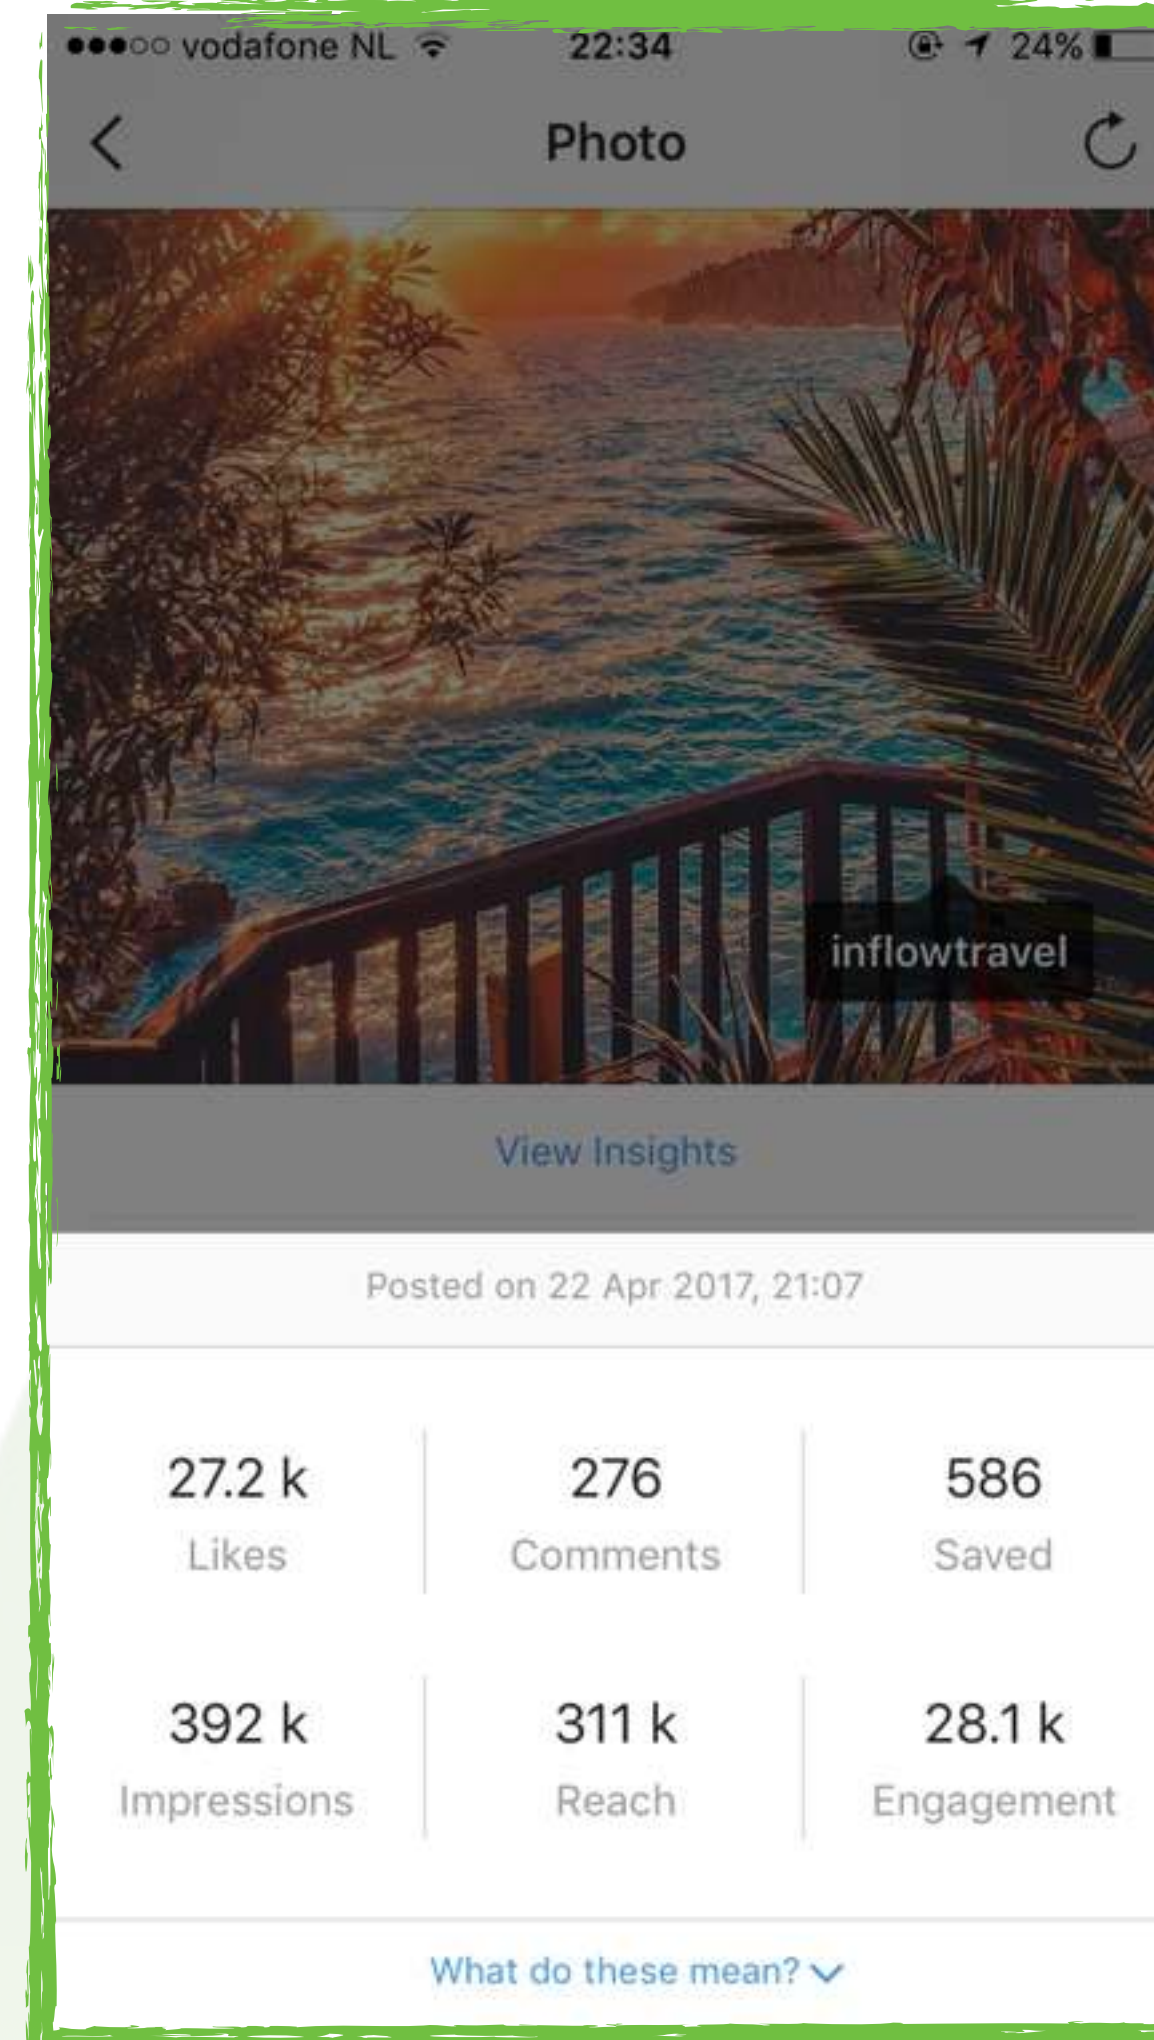 vodafone NL 22:34 24%
Photo
inflowtravel
View Insights
Posted on 22 Apr 2017, 21:07
27.2 k 276 586
Likes Comments Saved
392 k 311 k 28.1 k
Impressions Reach Engagement
What do these mean?